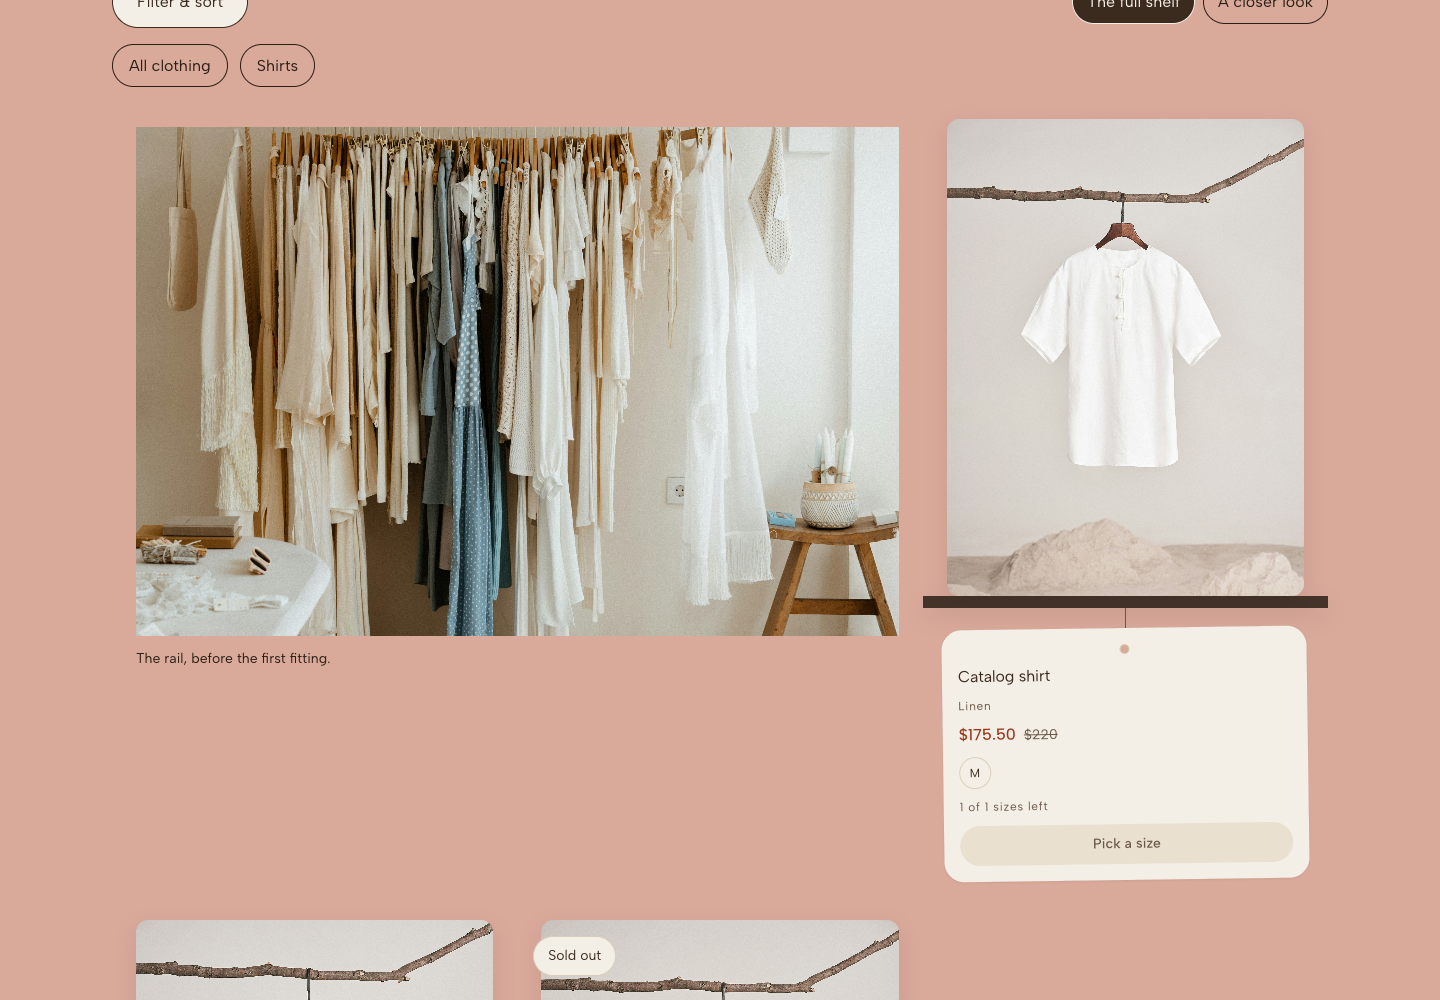 Filter & sort
The full shelf
A closer look
All clothing
Shirts
The rail, before the first fitting.
Catalog shirt
Linen
$175.50 $220
M
1 of 1 sizes left
Pick a size
Sold out